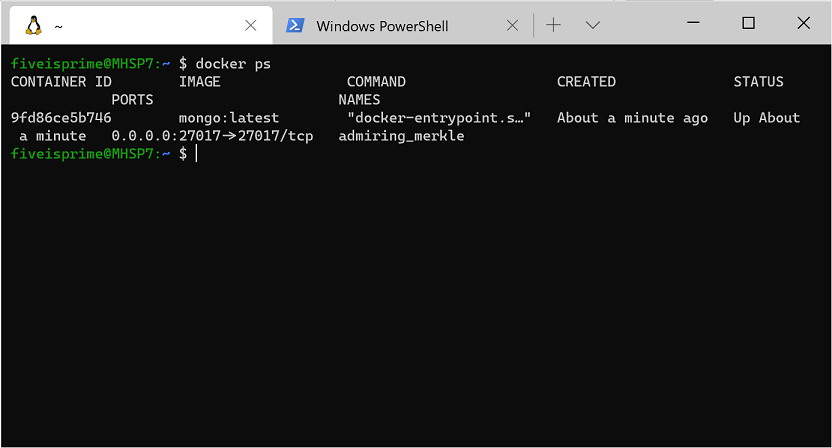 ~
Windows PowerShell
fiveisprime@MHSP7:~ $ docker ps
CONTAINER ID        IMAGE               COMMAND                  CREATED              STATUS
            PORTS                      NAMES
9fd86ce5b746        mongo:latest        "docker-entrypoint.s…"   About a minute ago   Up About
 a minute   0.0.0.0:27017->27017/tcp   admiring_merkle
fiveisprime@MHSP7:~ $